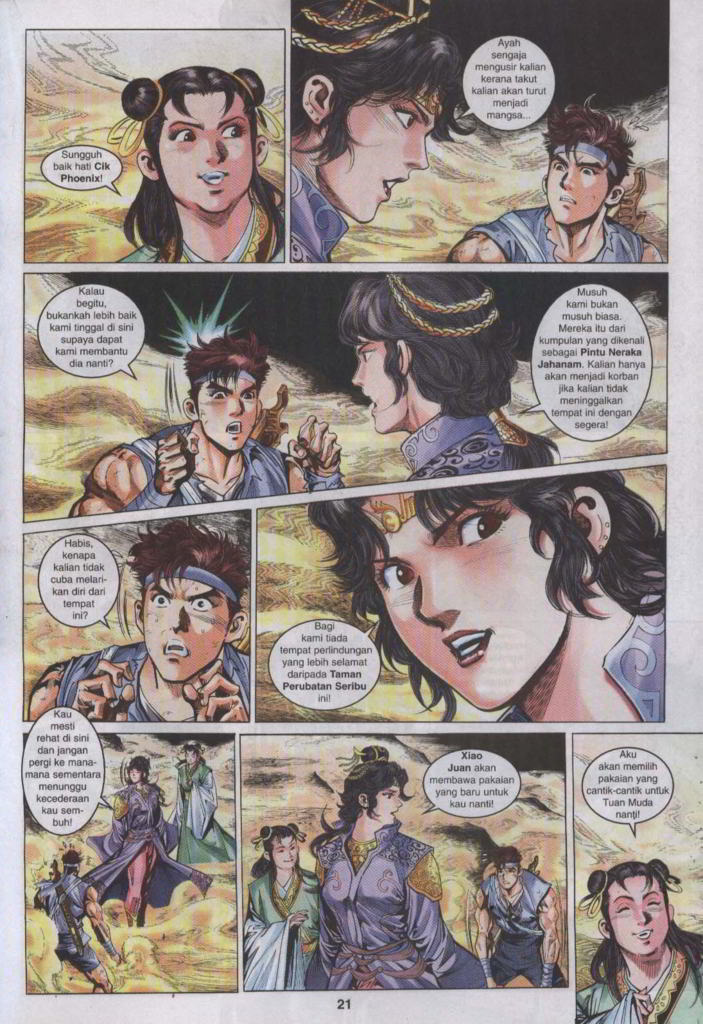 Sungguh
baik hati Cik
Phoenix!
Ayah
sengaja
mengusir kalian
kerana takut
kalian akan turut
menjadi
mangsa...
Kalau
begitu,
bukankah lebih baik
kami tinggal di sini
supaya dapat
kami membantu
dia nanti?
Musuh
kami bukan
musuh biasa.
Mereka itu dari
kumpulan yang dikenali
sebagai Pintu Neraka
Jahanam. Kalian hanya
akan menjadi korban
jika kalian tidak
meninggalkan
tempat ini dengan
segera!
Habis,
kenapa
kalian tidak
cuba melari-
kan diri dari
tempat
ini?
Bagi
kami tiada
tempat perlindungan
yang lebih selamat
daripada Taman
Perubatan Seribu
ini!
Kau
mesti
rehat di sini
dan jangan
pergi ke mana-
mana sementara
menunggu
kecederaan
kau sem-
buh!
Xiao
Juan akan
membawa pakaian
yang baru untuk
kau nanti!
Aku
akan memilih
pakaian yang
cantik-cantik untuk
Tuan Muda
nanti!
21